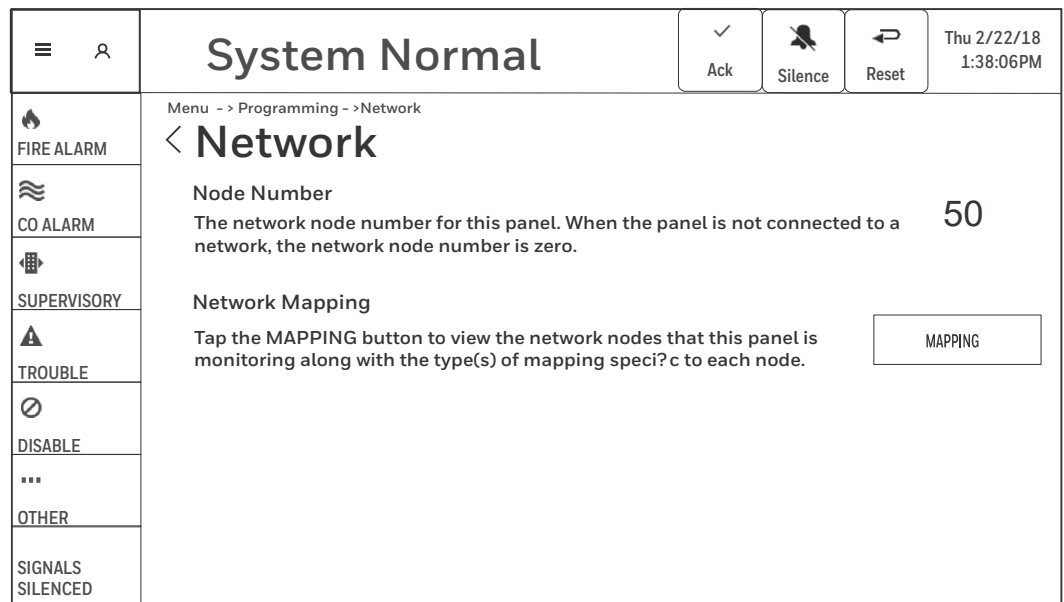 System Normal
Ack
Silence
Reset
Thu 2/22/18
1:38:06PM
FIRE ALARM
CO ALARM
SUPERVISORY
TROUBLE
DISABLE
OTHER
SIGNALS
SILENCED
Menu -> Programming ->Network
Network
Node Number
The network node number for this panel. When the panel is not connected to a
network, the network node number is zero.
50
Network Mapping
Tap the MAPPING button to view the network nodes that this panel is
monitoring along with the type(s) of mapping speci?c to each node.
MAPPING